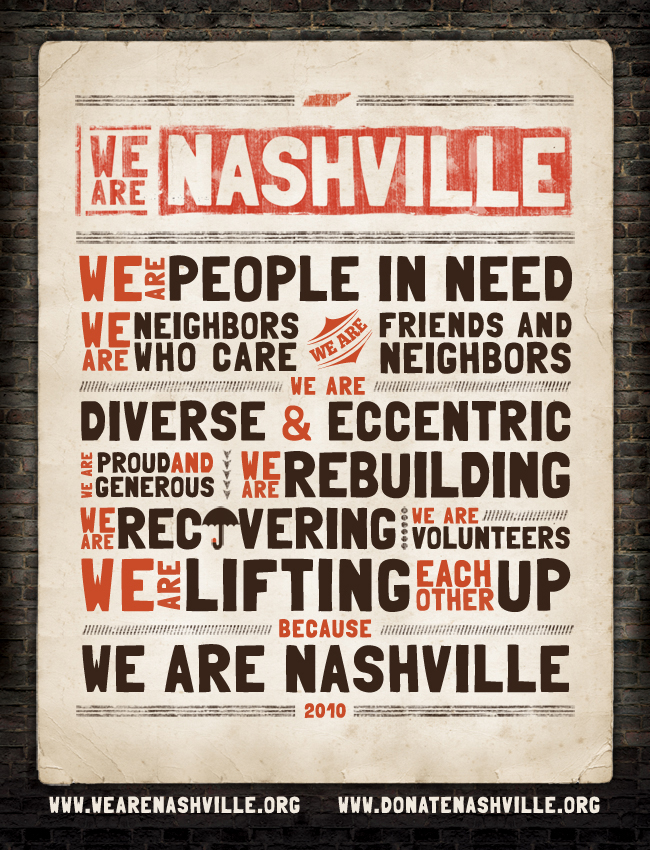 WE ARE NASHVILLE
WE ARE PEOPLE IN NEED
WE ARE NEIGHBORS WHO CARE
WE ARE FRIENDS AND NEIGHBORS
WE ARE
DIVERSE & ECCENTRIC
WE ARE PROUD AND GENEROUS
WE ARE REBUILDING
WE ARE RECOVERING
WE ARE VOLUNTEERS
WE ARE LIFTING EACH OTHER UP
BECAUSE
WE ARE NASHVILLE
2010
WWW.WEARENASHVILLE.ORG WWW.DONATENASHVILLE.ORG